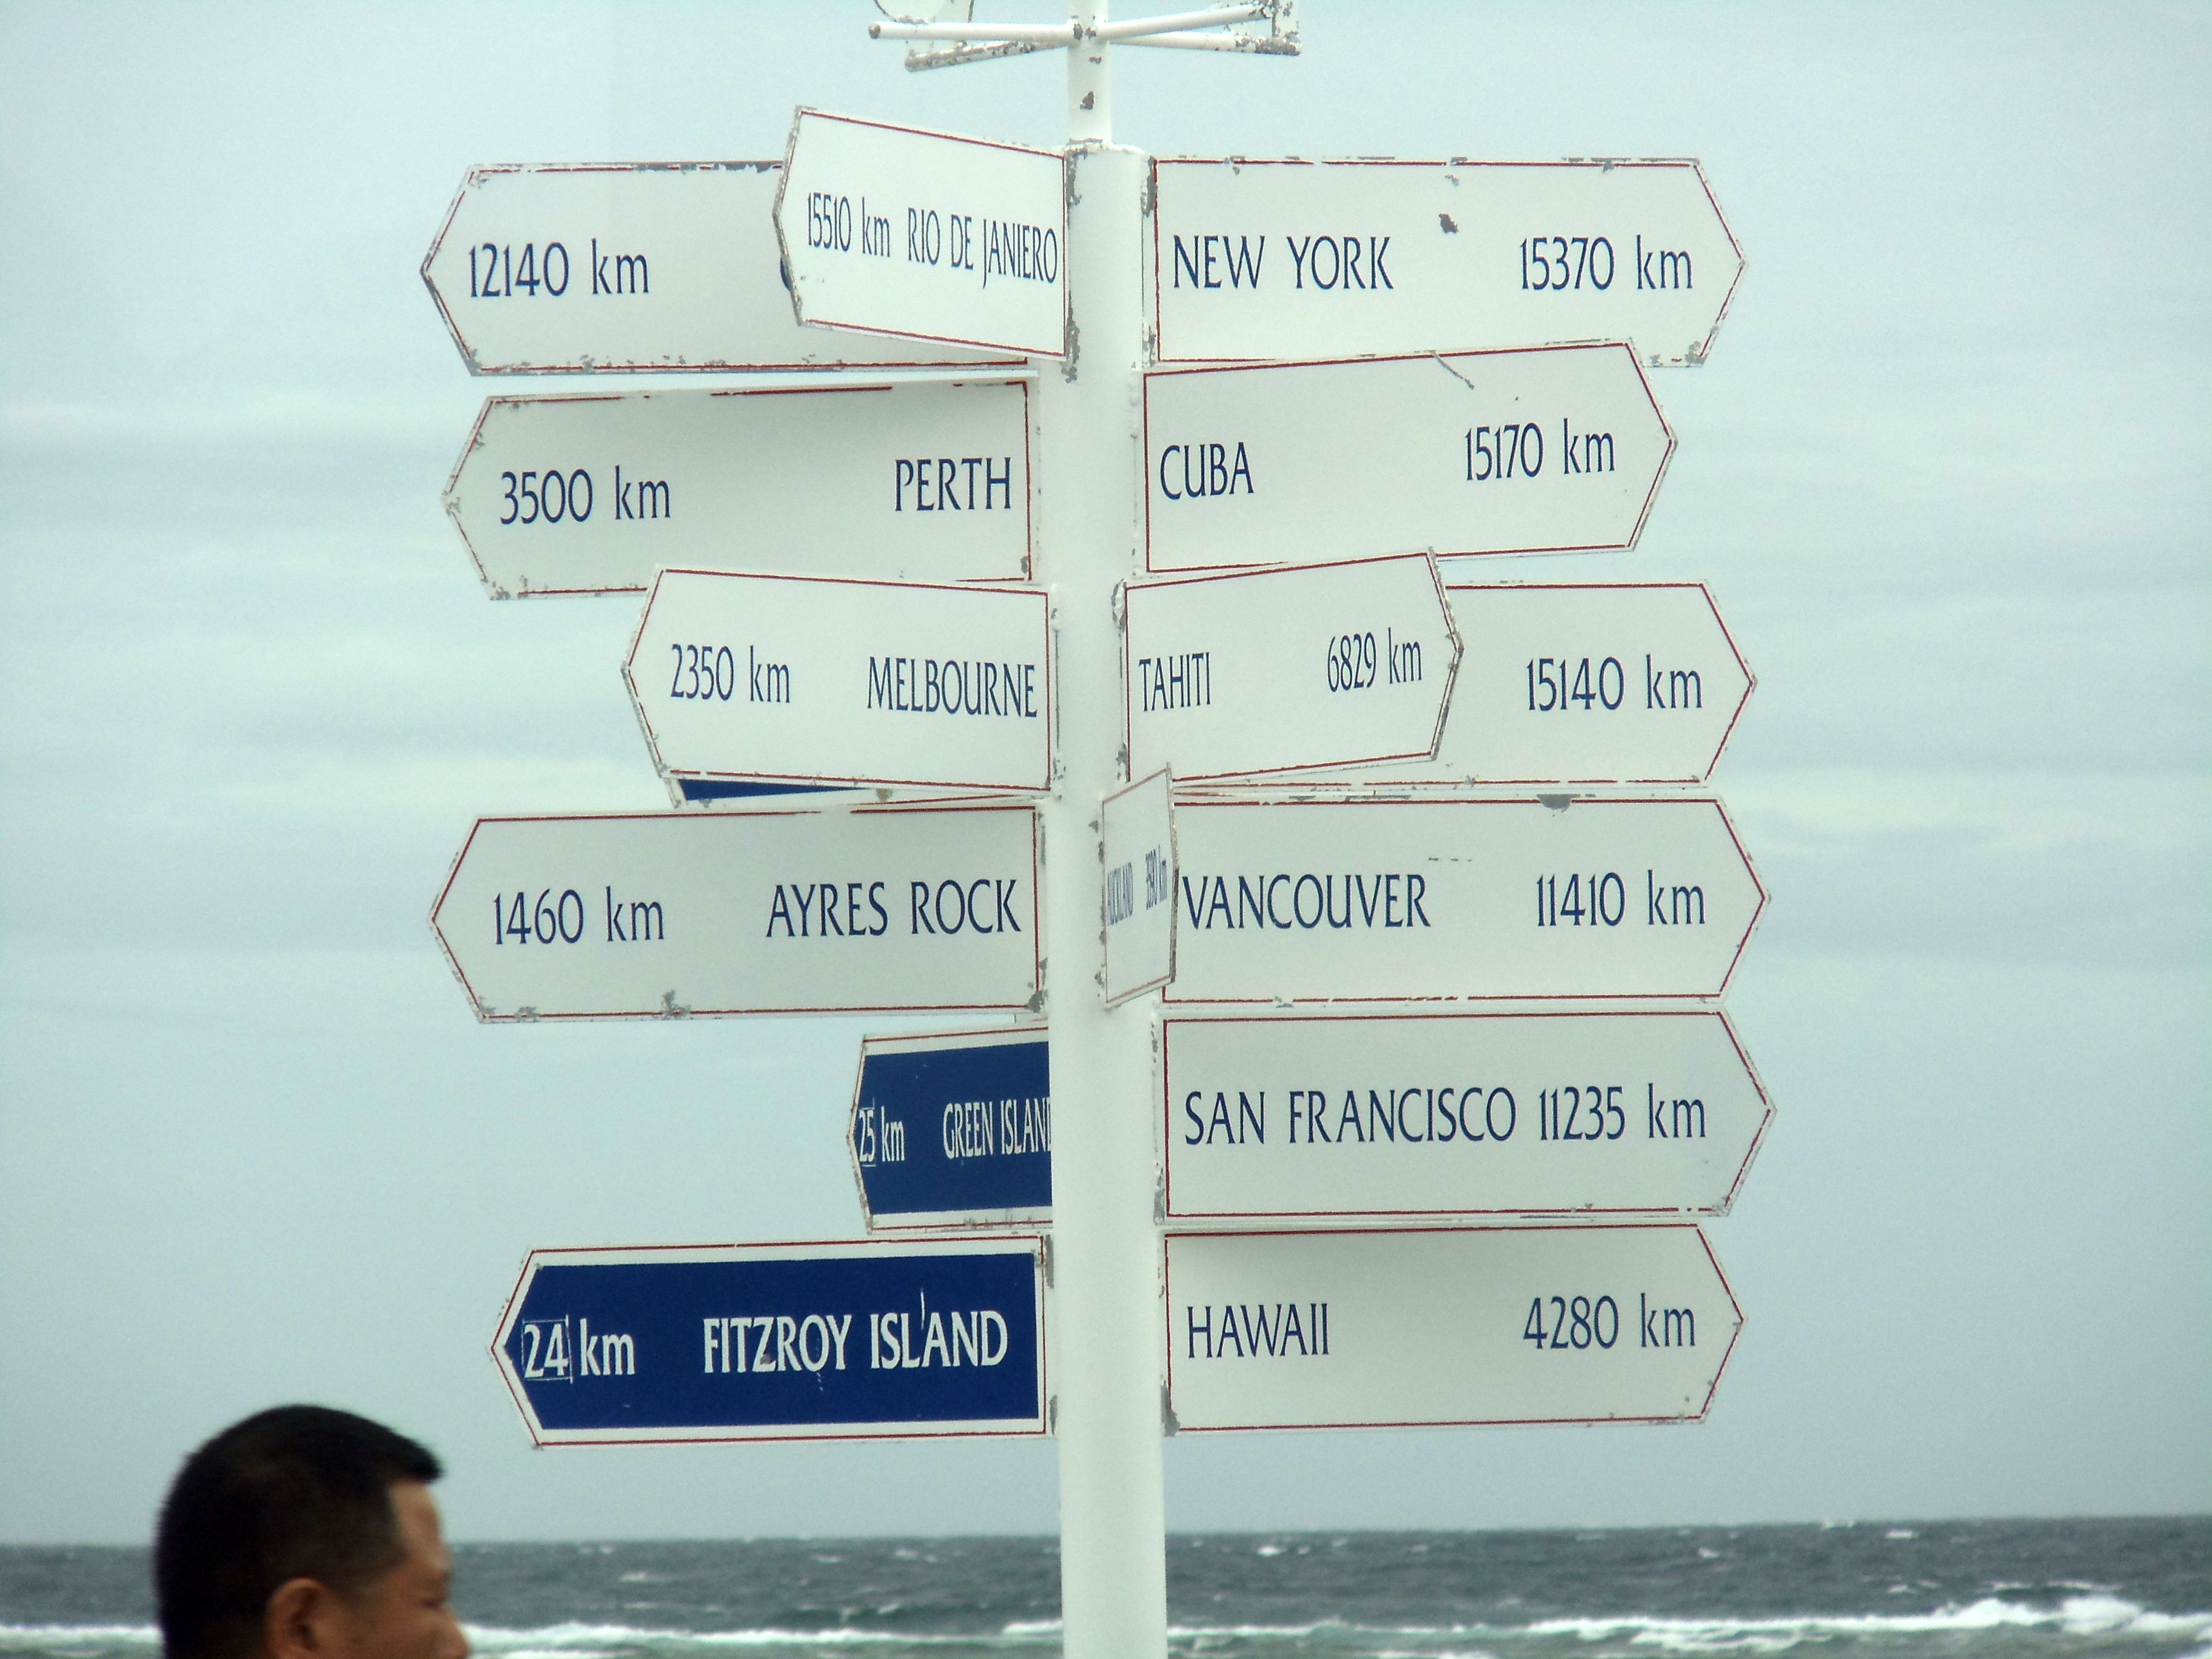 15510 km RIO DE JANIERO
12140 km
NEW YORK 15370 km
3500 km PERTH
CUBA 15170 km
2350 km MELBOURNE
TAHITI 6829 km
15140 km
1460 km AYRES ROCK
VANCOUVER 11410 km
25 km GREEN ISLAND
SAN FRANCISCO 11235 km
24 km FITZROY ISLAND
HAWAII 4280 km